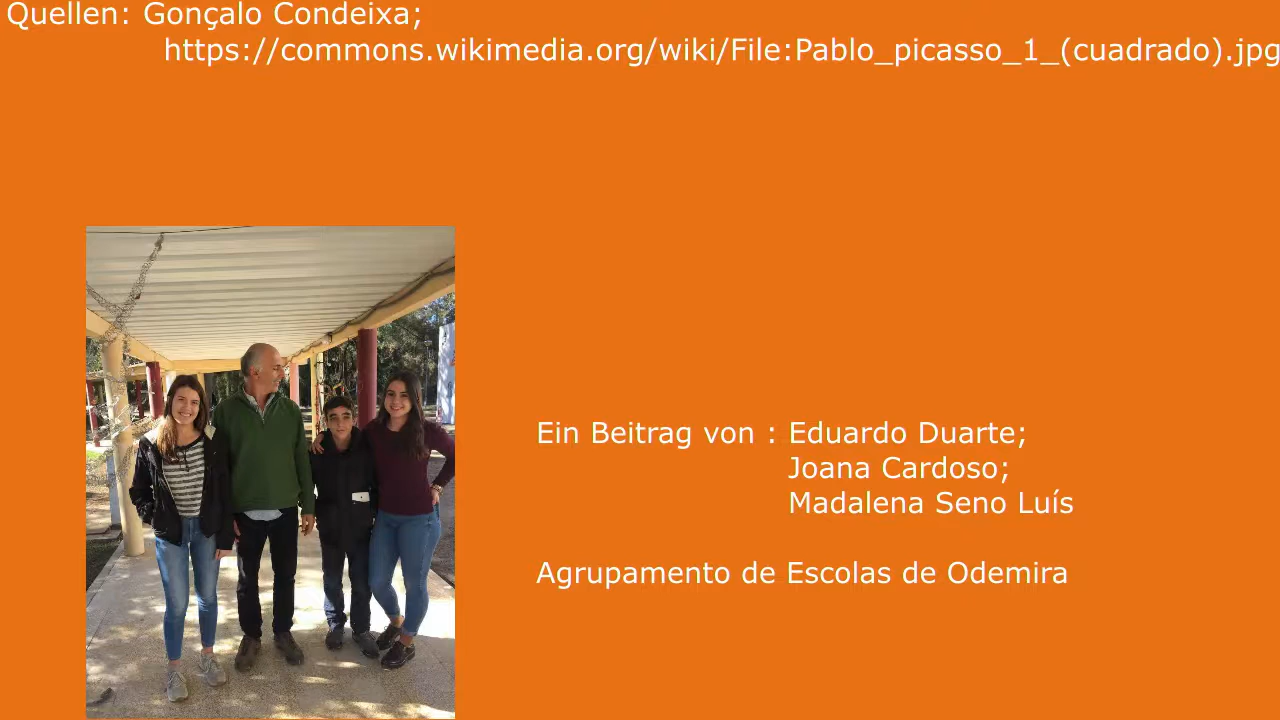 Quellen: Gonçalo Condeixa;
https://commons.wikimedia.org/wiki/File:Pablo_picasso_1_(cuadrado).jpg
Ein Beitrag von : Eduardo Duarte;
Joana Cardoso;
Madalena Seno Luís
Agrupamento de Escolas de Odemira